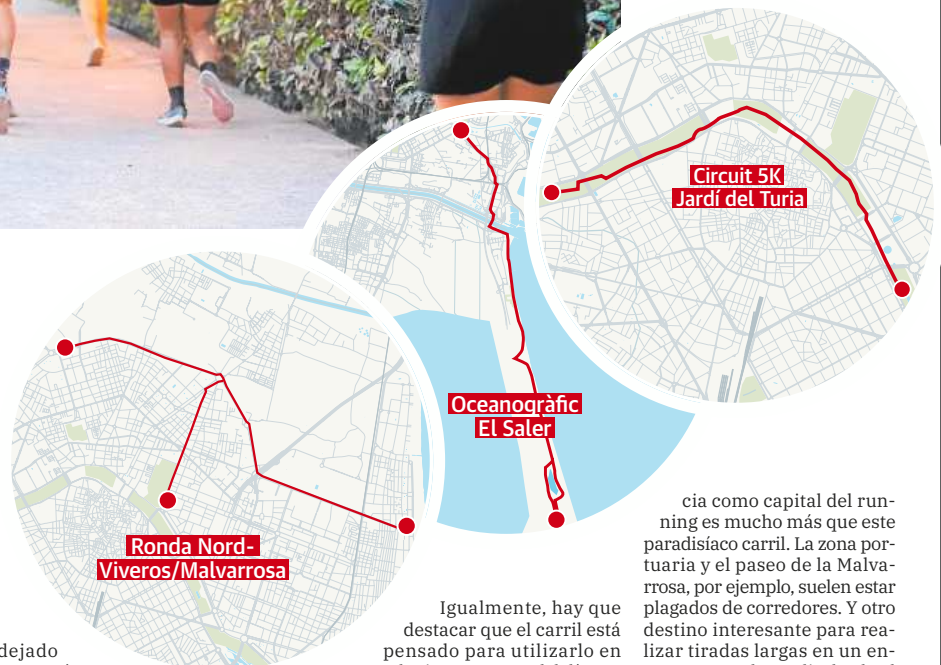 Circuit 5K
Jardí del Turia
Oceanogràfic
El Saler
Ronda Nord-
Viveros/Malvarrosa
dejado
Igualmente, hay que
destacar que el carril está
pensado para utilizarlo en
cia como capital del run-
ning es mucho más que este
paradisíaco carril. La zona por-
tuaria y el paseo de la Malva-
rrosa, por ejemplo, suelen estar
plagados de corredores. Y otro
destino interesante para rea-
lizar tiradas largas en un en-